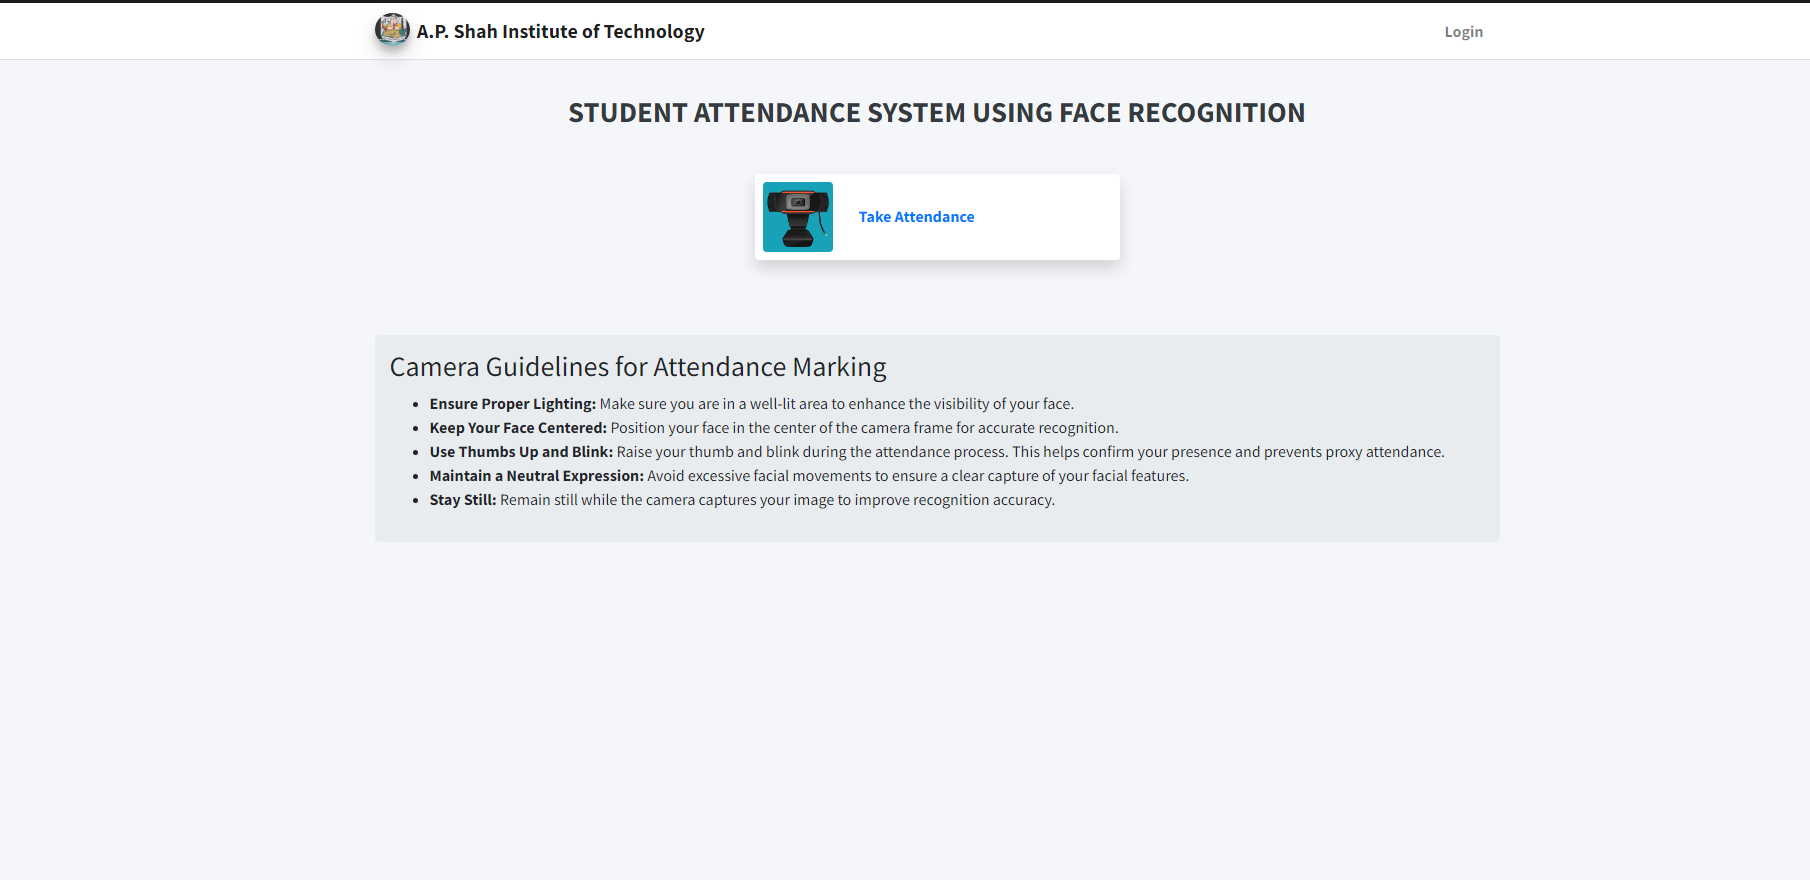 A.P. Shah Institute of Technology
Login
STUDENT ATTENDANCE SYSTEM USING FACE RECOGNITION
Take Attendance
Camera Guidelines for Attendance Marking
• Ensure Proper Lighting: Make sure you are in a well-lit area to enhance the visibility of your face.
• Keep Your Face Centered: Position your face in the center of the camera frame for accurate recognition.
• Use Thumbs Up and Blink: Raise your thumb and blink during the attendance process. This helps confirm your presence and prevents proxy attendance.
• Maintain a Neutral Expression: Avoid excessive facial movements to ensure a clear capture of your facial features.
• Stay Still: Remain still while the camera captures your image to improve recognition accuracy.